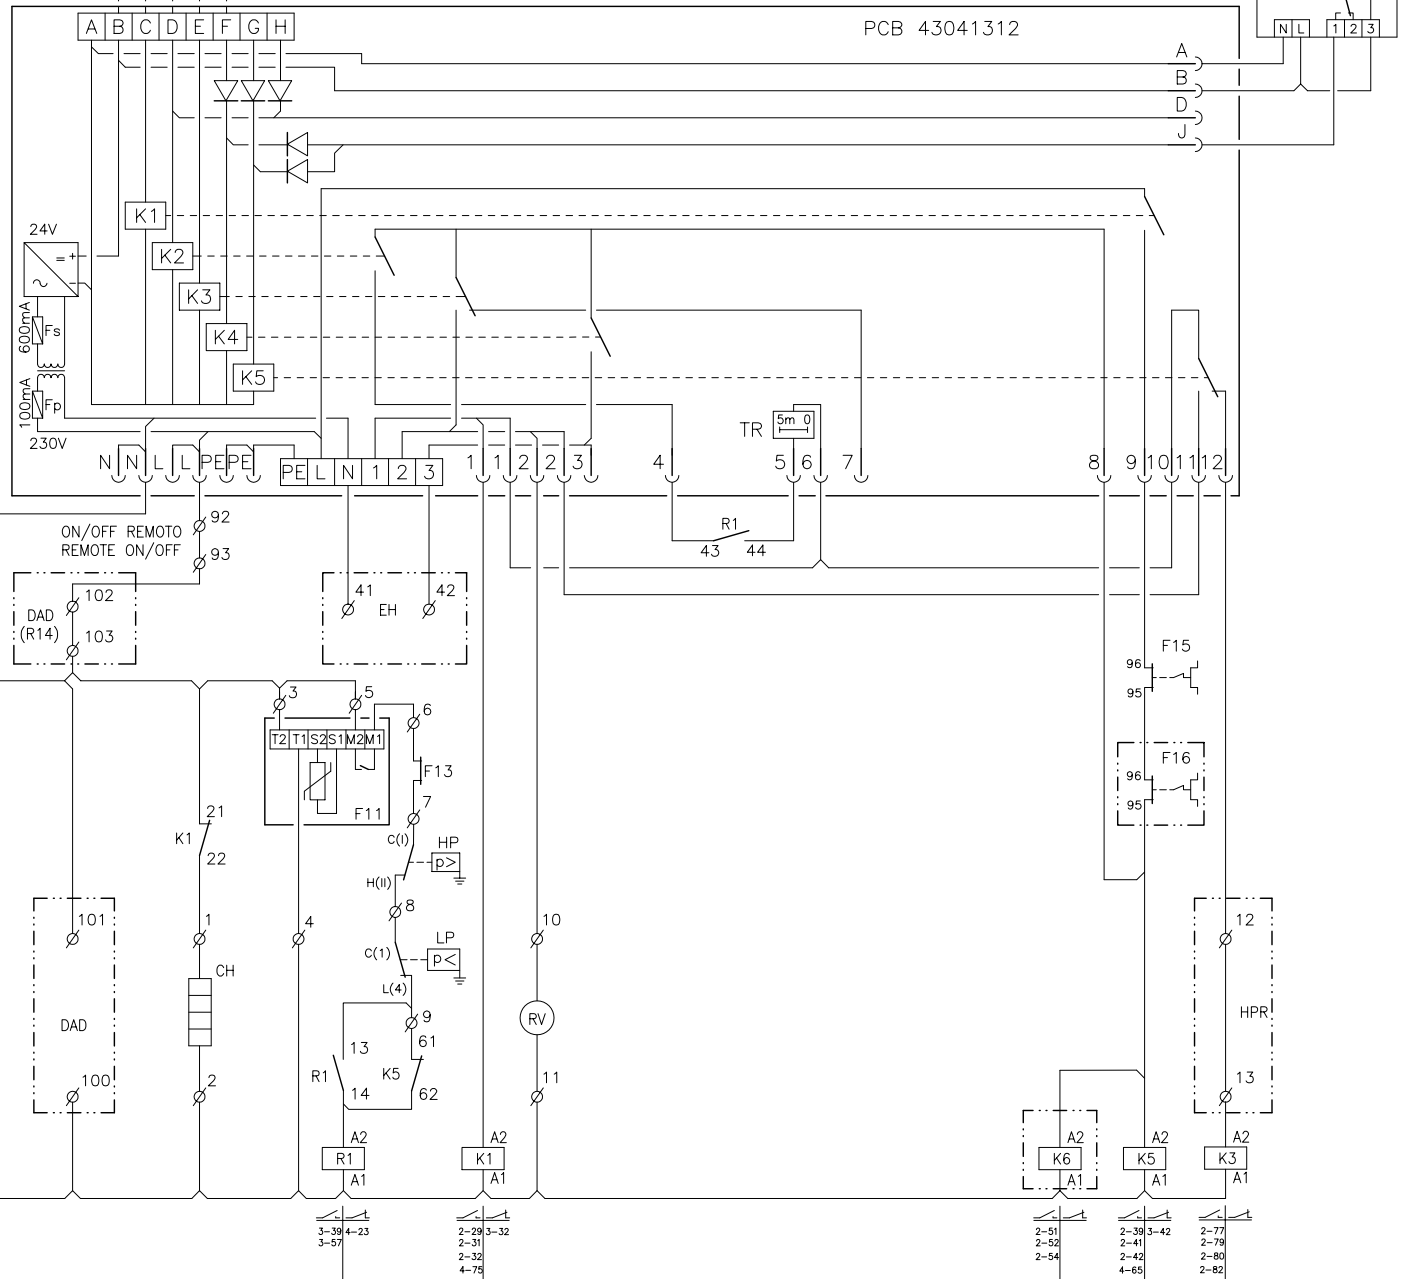 A B C D E F G H
PCB 43041312
N L 1 2 3
A
B
D
J
K1
24V
= +
~ -
K2
K3
600mA
Fs
K4
K5
100mA
Fp
230V
TR
5m 0
N N L L PE PE
PE L N 1 2 3
1 1 2 2 3 4 5 6 7 8 9 10 11 12
92
ON/OFF REMOTO
REMOTE ON/OFF
93
R1
43 44
102
DAD
(R14)
103
41 42
EH
F15
96
95
3 5
6
T2 T1 S2 S1 M2 M1
F13
F11
F16
96
95
7
21
K1
22
C(I)
HP
p>
H(II)
8
101
1
4
C(1)
LP
p<
L(4)
10
12
CH
DAD
9
RV
HPR
13
61
R1
K5
14
62
100
2
11
13
A2
R1
A1
A2
K1
A1
A2
K6
A1
A2
K5
A1
A2
K3
A1
3-39 4-23
3-57
2-29 3-32
2-31
2-32
4-75
2-51
2-52
2-54
2-39 3-42
2-41
2-42
4-65
2-77
2-79
2-80
2-82